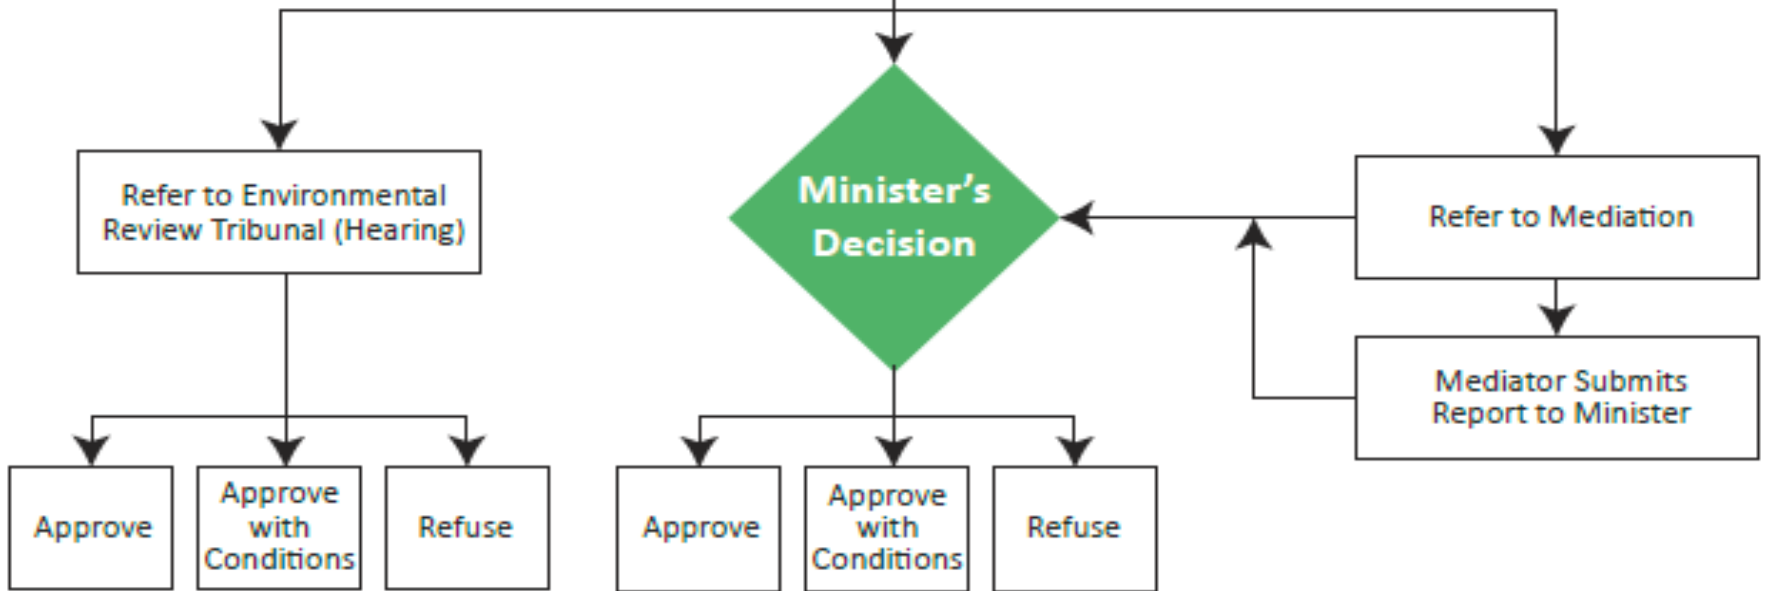 Refer to Environmental
Review Tribunal (Hearing)
Minister’s
Decision
Refer to Mediation
Mediator Submits
Report to Minister
Approve
Approve
with
Conditions
Refuse
Approve
Approve
with
Conditions
Refuse